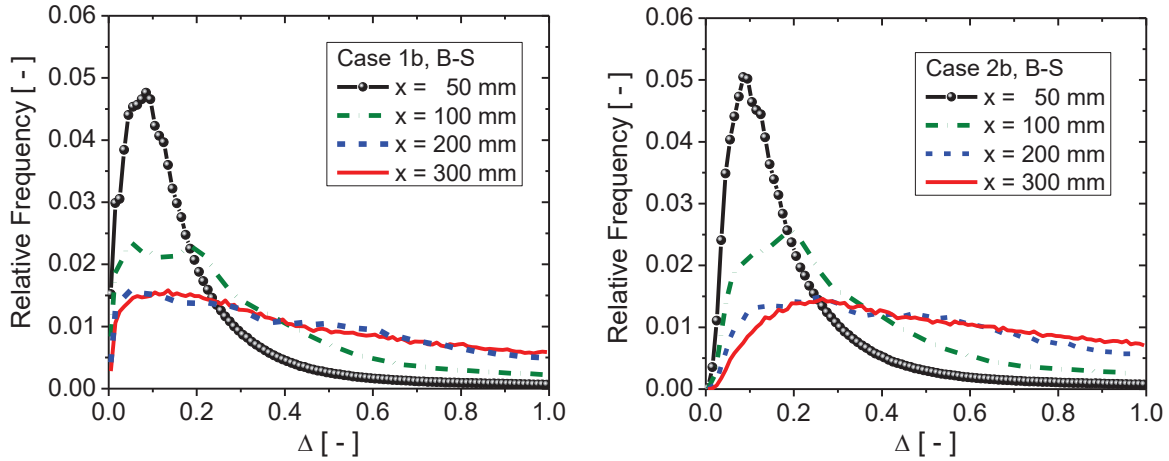 Case 1b, B-S
x = 50 mm
x = 100 mm
x = 200 mm
x = 300 mm
Relative Frequency [ - ]
0.06
0.05
0.04
0.03
0.02
0.01
0.00
0.0 0.2 0.4 0.6 0.8 1.0
Δ [ - ]
Case 2b, B-S
x = 50 mm
x = 100 mm
x = 200 mm
x = 300 mm
Relative Frequency [ - ]
0.06
0.05
0.04
0.03
0.02
0.01
0.00
0.0 0.2 0.4 0.6 0.8 1.0
Δ [ - ]